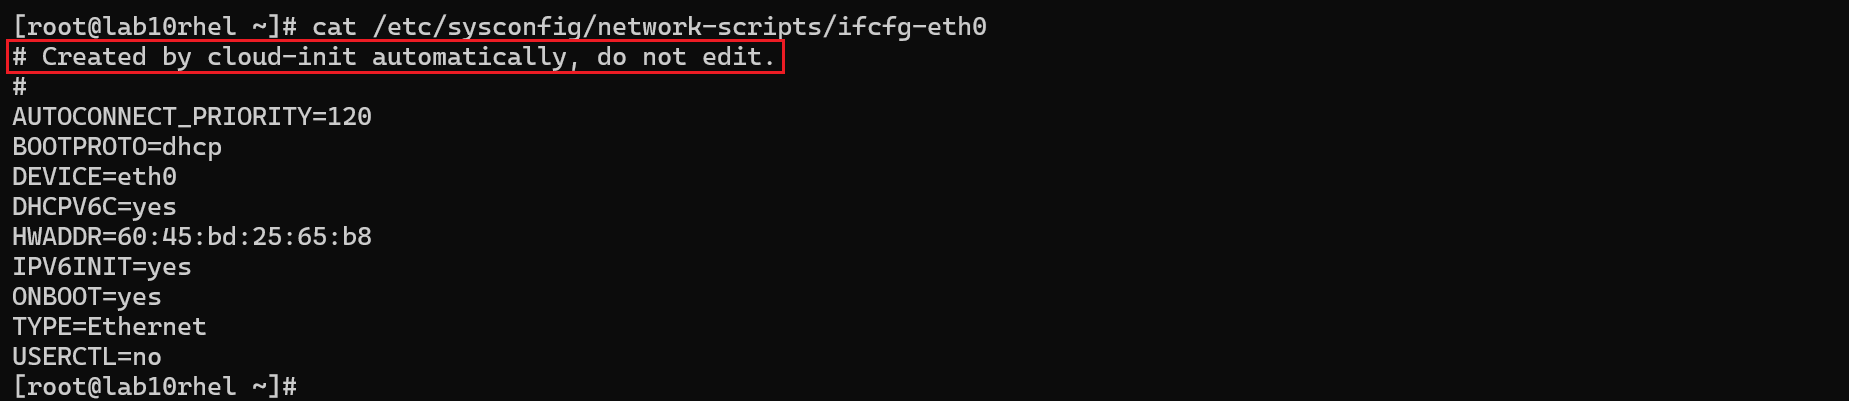 [root@lab10rhel ~]# cat /etc/sysconfig/network-scripts/ifcfg-eth0
# Created by cloud-init automatically, do not edit.
#
AUTOCONNECT_PRIORITY=120
BOOTPROTO=dhcp
DEVICE=eth0
DHCPV6C=yes
HWADDR=60:45:bd:25:65:b8
IPV6INIT=yes
ONBOOT=yes
TYPE=Ethernet
USERCTL=no
[root@lab10rhel ~]#